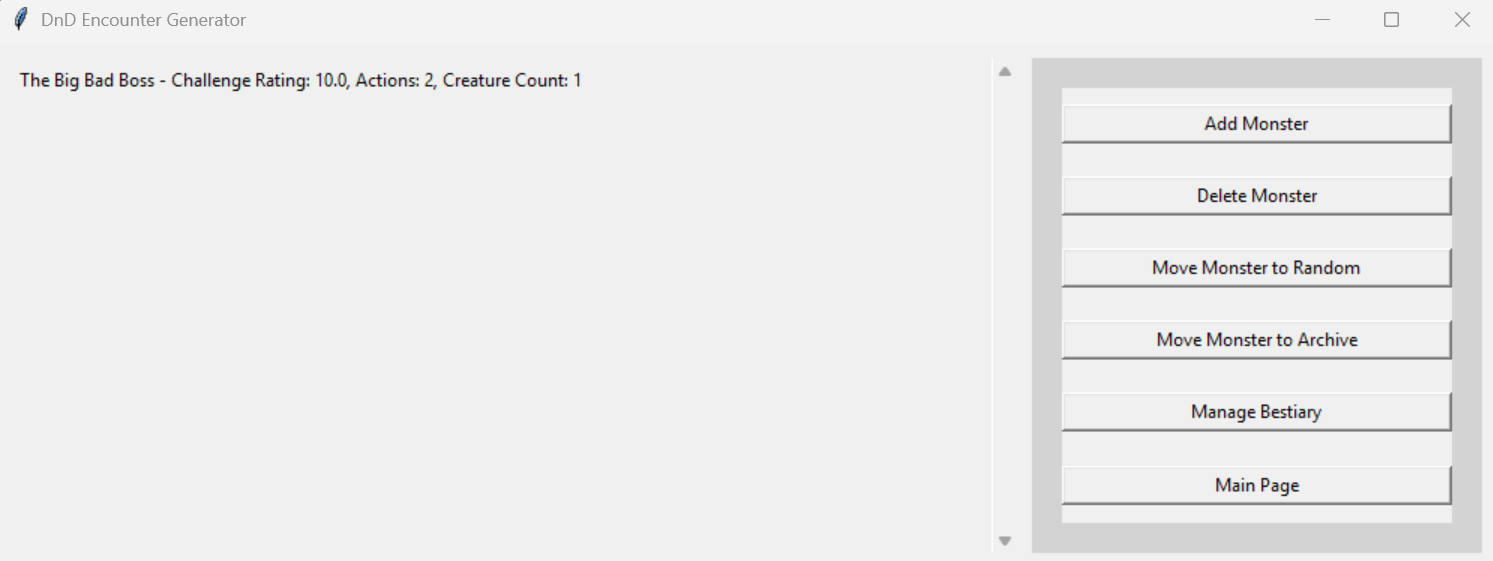 DnD Encounter Generator
The Big Bad Boss - Challenge Rating: 10.0, Actions: 2, Creature Count: 1
Add Monster
Delete Monster
Move Monster to Random
Move Monster to Archive
Manage Bestiary
Main Page